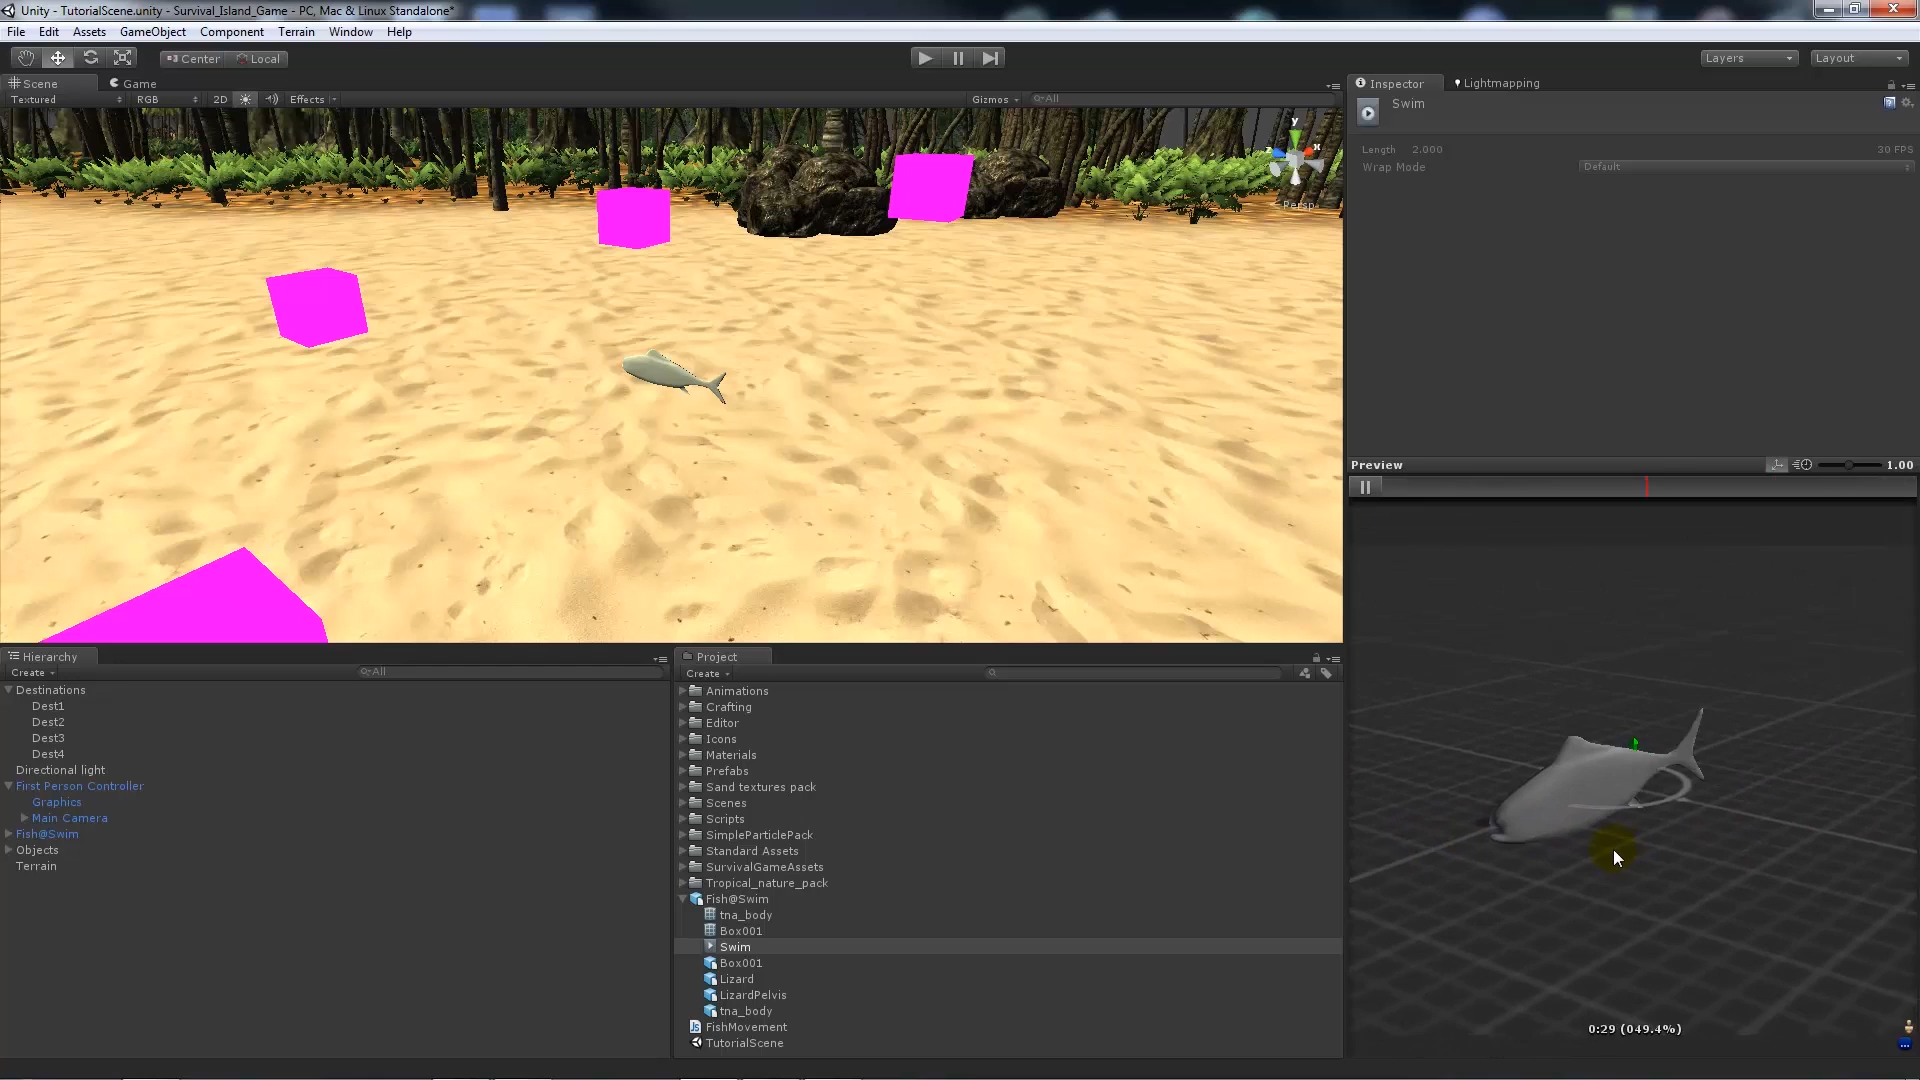 Unity - TutorialScene.unity - Survival_Island_Game - PC, Mac & Linux Standalone*
File Edit Assets GameObject Component Terrain Window Help
Center Local Layers Layout
Scene Game
Textured RGB 2D Effects Gizmos All
y
z x
Persp
Inspector Lightmapping
Swim
Length 2.000 30 FPS
Wrap Mode Default
Preview 1.00
0:29 (049.4%)
Hierarchy
Create All
Destinations
Dest1
Dest2
Dest3
Dest4
Directional light
First Person Controller
Graphics
Main Camera
Fish@Swim
Objects
Terrain
Project
Create
Animations
Crafting
Editor
Icons
Materials
Prefabs
Sand textures pack
Scenes
Scripts
SimpleParticlePack
Standard Assets
SurvivalGameAssets
Tropical_nature_pack
Fish@Swim
tna_body
Box001
Swim
Box001
Lizard
LizardPelvis
tna_body
FishMovement
TutorialScene